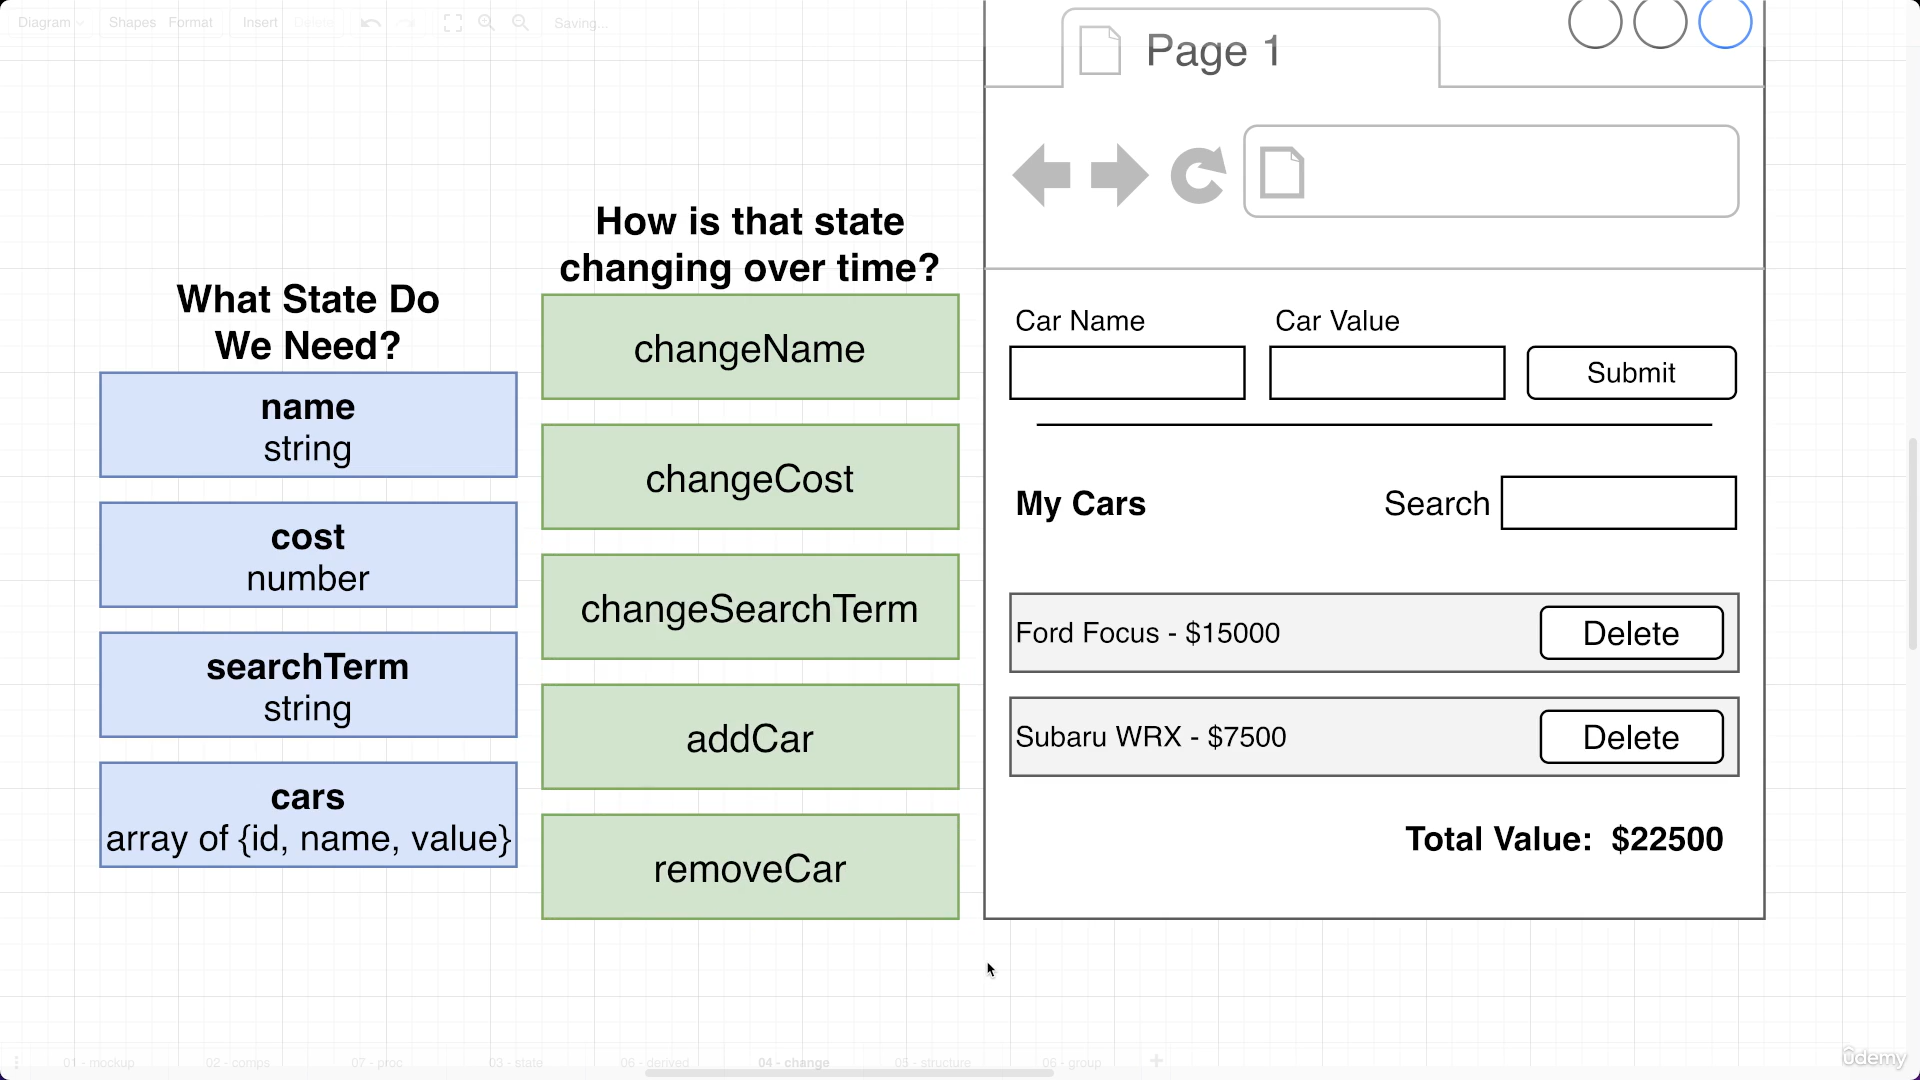 Diagram
Shapes
Format
Insert
Delete
Saving...
Page 1
What State Do
We Need?
name
string
cost
number
searchTerm
string
cars
array of {id, name, value}
How is that state
changing over time?
changeName
changeCost
changeSearchTerm
addCar
removeCar
Car Name
Car Value
Submit
My Cars
Search
Ford Focus - $15000
Delete
Subaru WRX - $7500
Delete
Total Value: $22500
01 - mockup
02 - comps
07 - proc
03 - state
06 - derived
04 - change
05 - structure
06 - group
udemy